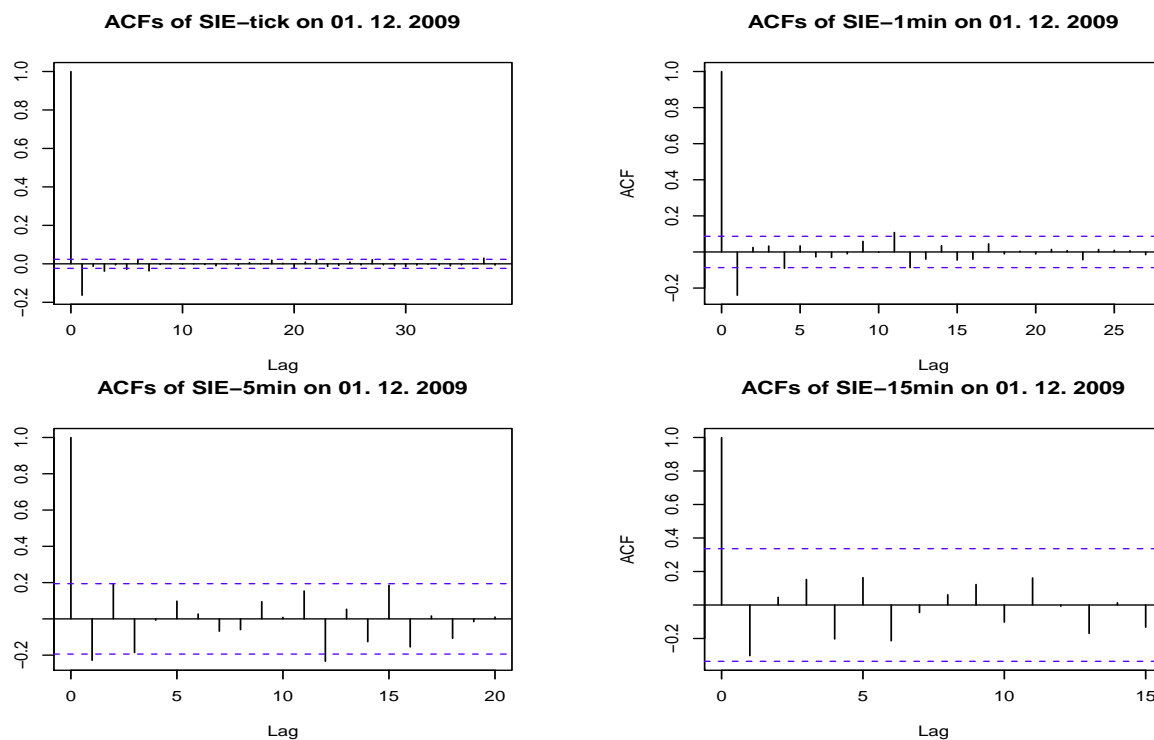 ACFs of SIE−tick on 01. 12. 2009
1.0
0.8
0.6
0.4
0.2
0.0
−0.2
0 10 20 30
Lag
ACFs of SIE−1min on 01. 12. 2009
ACF
1.0
0.8
0.6
0.4
0.2
−0.2
0 5 10 15 20 25
Lag
ACFs of SIE−5min on 01. 12. 2009
1.0
0.8
0.6
0.4
0.2
−0.2
0 5 10 15 20
Lag
ACFs of SIE−15min on 01. 12. 2009
ACF
1.0
0.8
0.6
0.4
0.2
−0.2
0 5 10 15
Lag